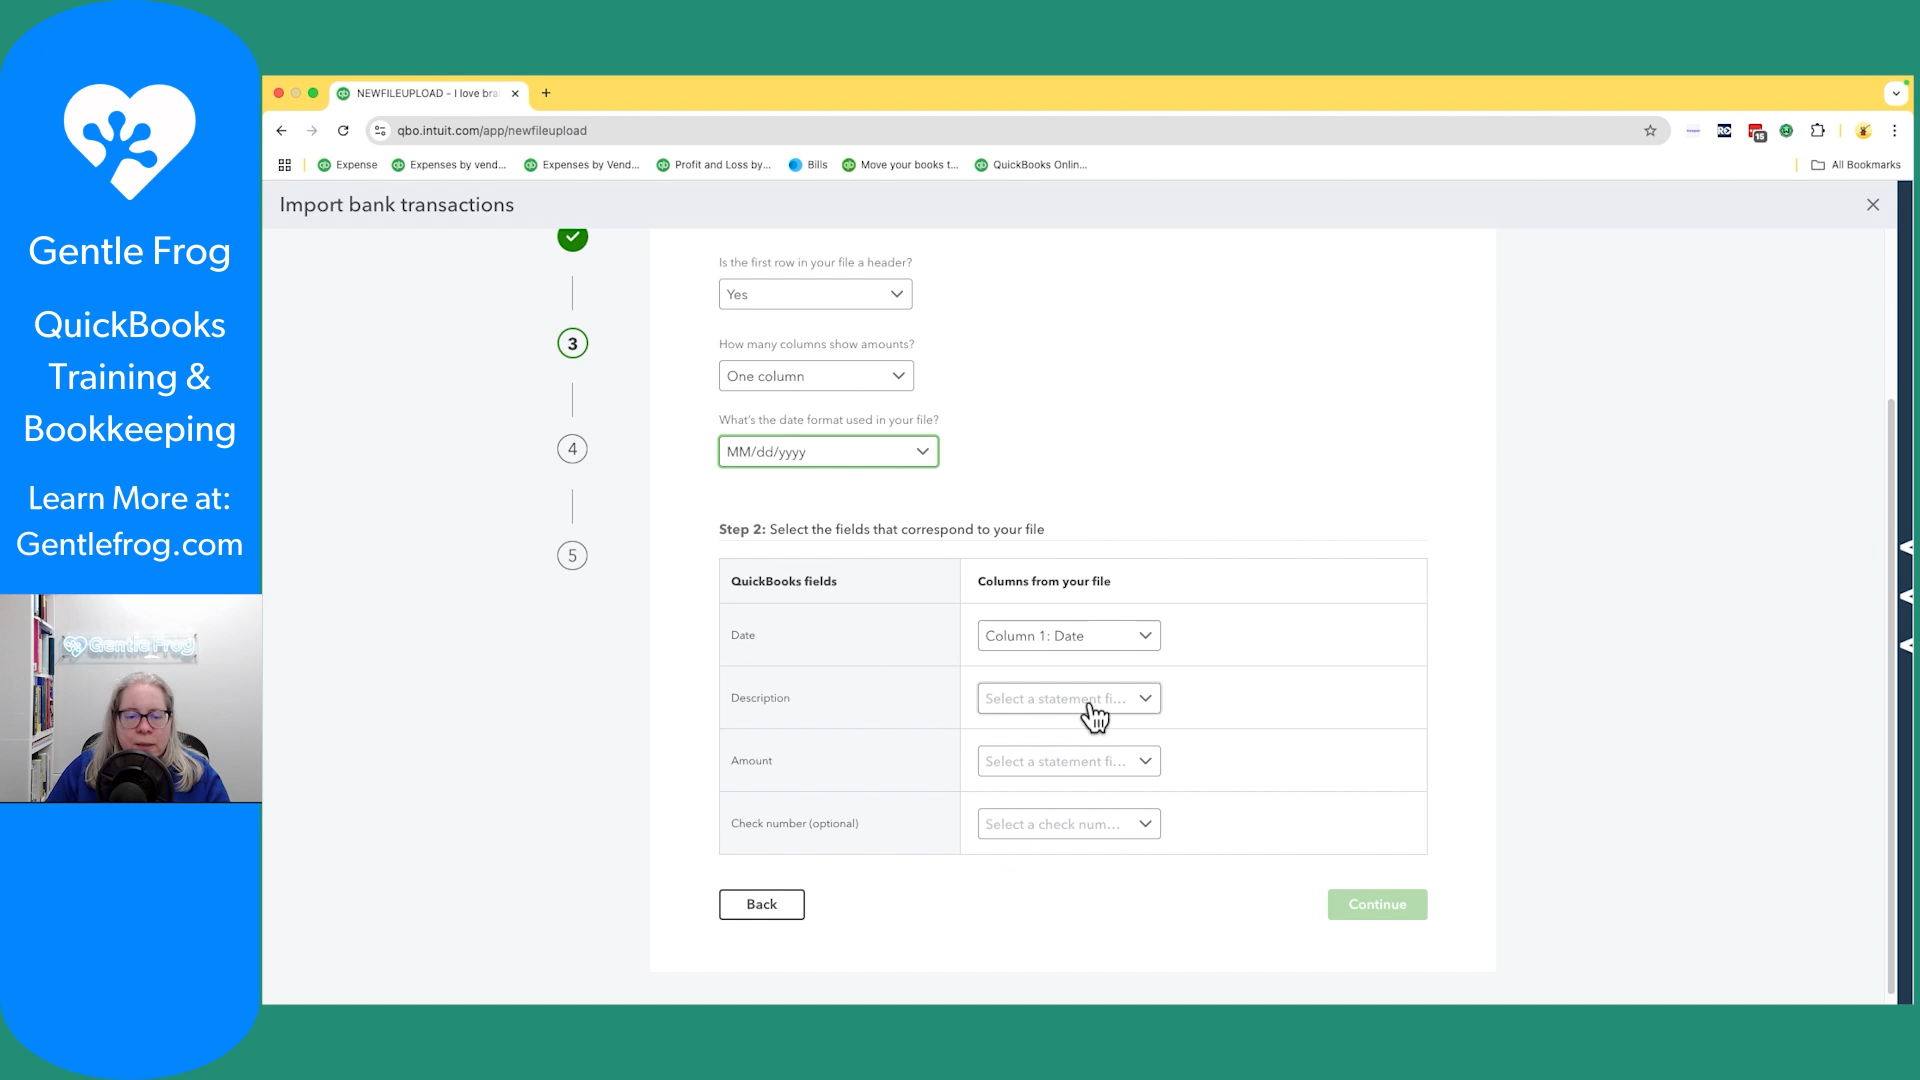 Gentle Frog
QuickBooks
Training &
Bookkeeping
Learn More at:
Gentlefrog.com
Gentle Frog
NEWFILEUPLOAD - I love bra
qbo.intuit.com/app/newfileupload
15
Expense
Expenses by vend...
Expenses by Vend...
Profit and Loss by...
Bills
Move your books t...
QuickBooks Onlin...
All Bookmarks
Import bank transactions
Is the first row in your file a header?
Yes
3
How many columns show amounts?
One column
What's the date format used in your file?
4
MM/dd/yyyy
Step 2: Select the fields that correspond to your file
5
QuickBooks fields
Columns from your file
Date
Column 1: Date
Description
Select a statement fi...
Amount
Select a statement fi...
Check number (optional)
Select a check num...
Back
Continue